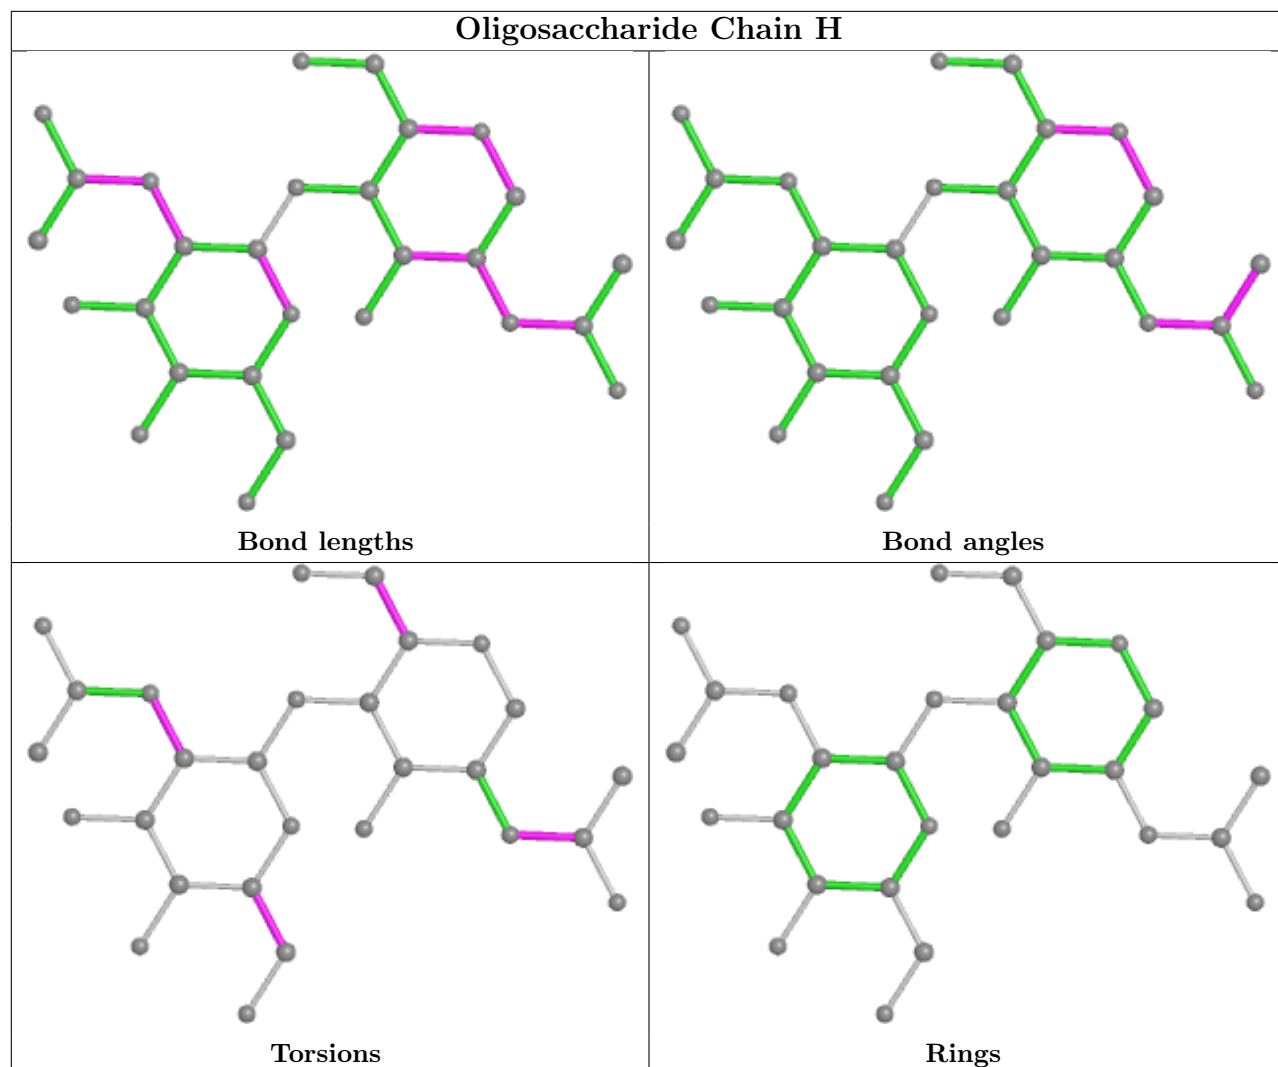 Oligosaccharide Chain H
Bond lengths
Bond angles
Torsions
Rings